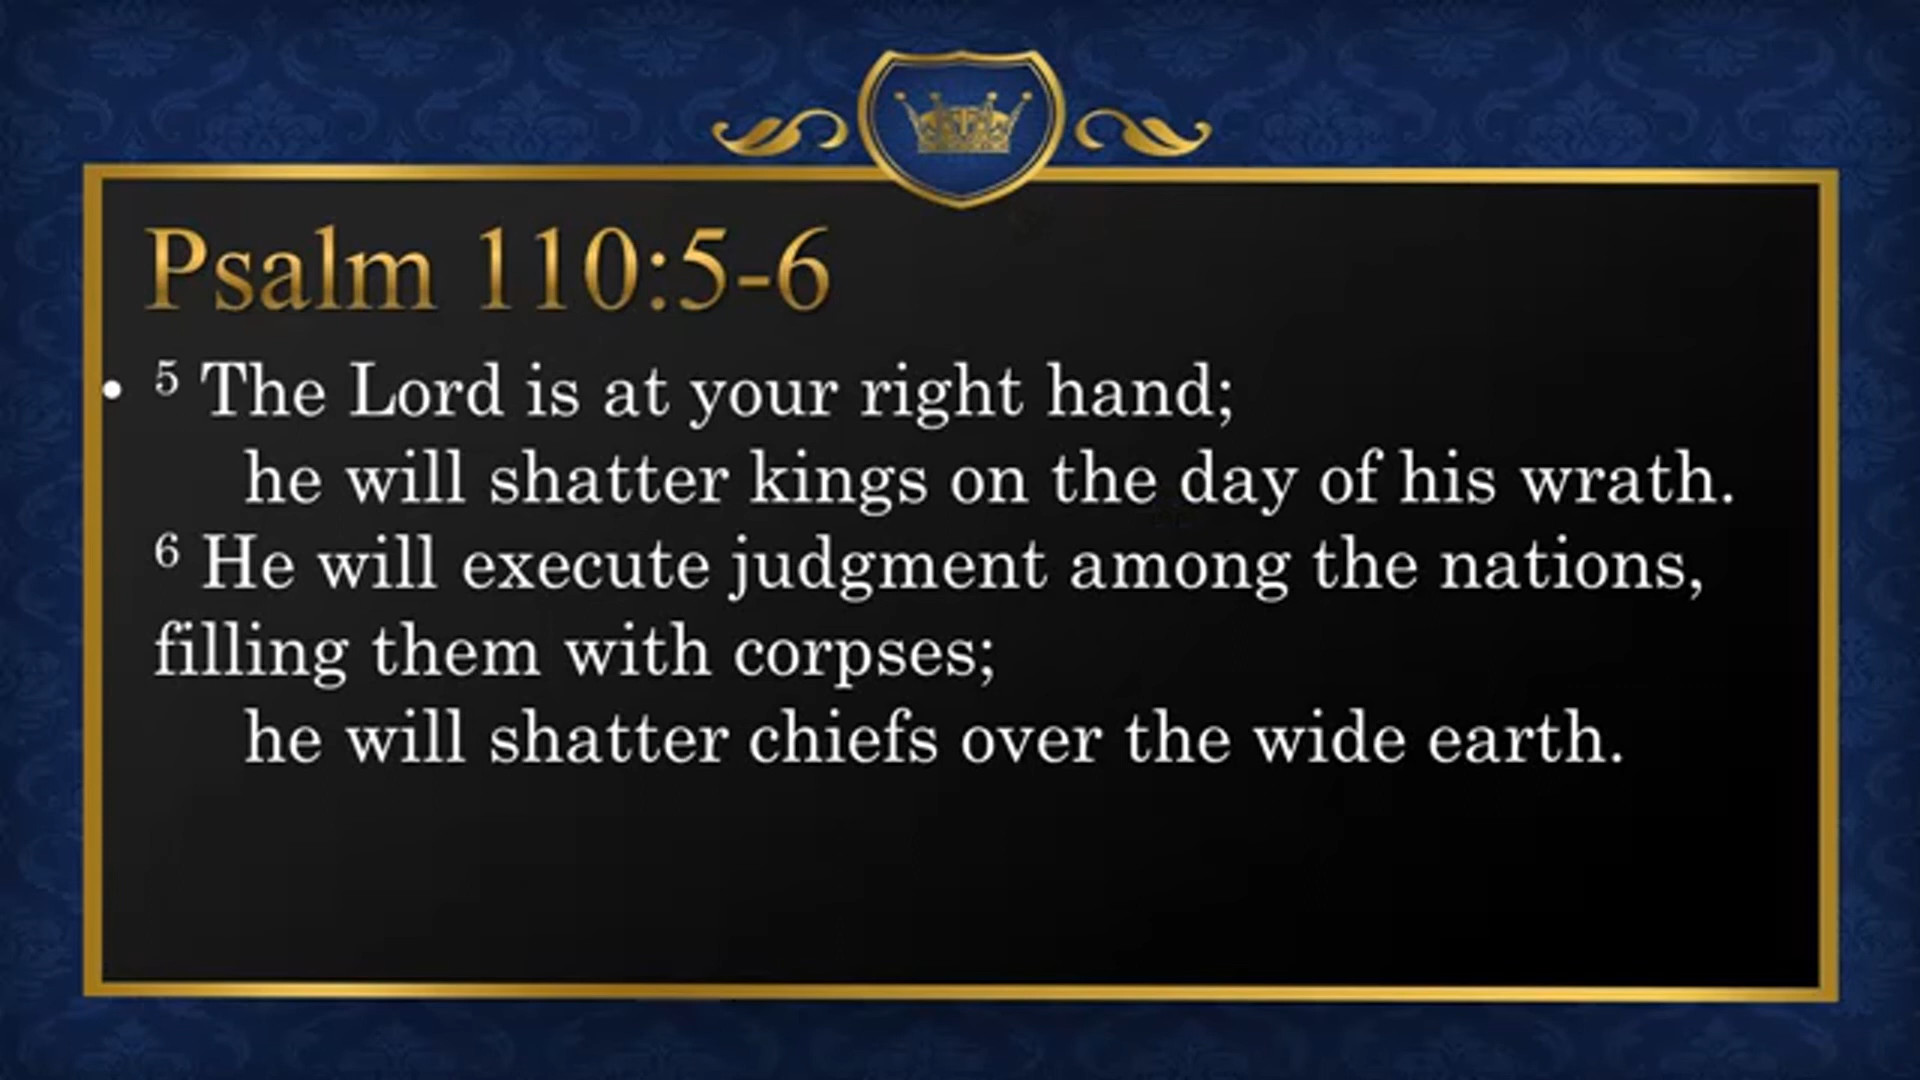 Psalm 110:5-6
• ⁵ The Lord is at your right hand;
he will shatter kings on the day of his wrath.
⁶ He will execute judgment among the nations,
filling them with corpses;
he will shatter chiefs over the wide earth.